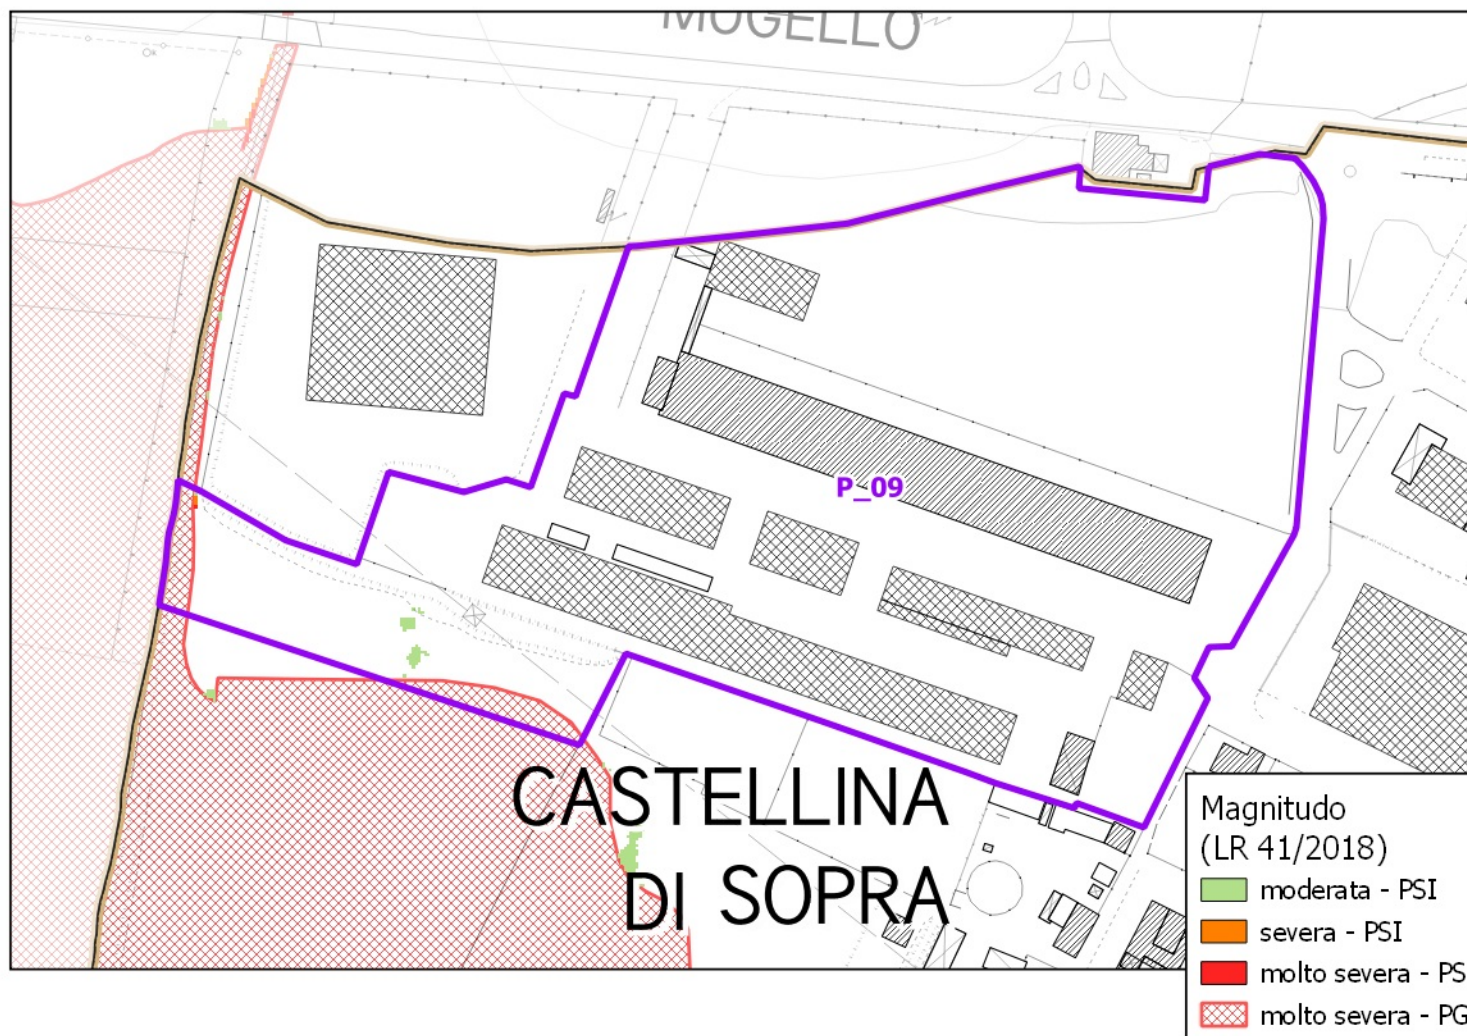 MUGELLO
P_09
CASTELLINA
DI SOPRA
Magnitudo
(LR 41/2018)
moderata - PSI
severa - PSI
molto severa - PS
molto severa - PG